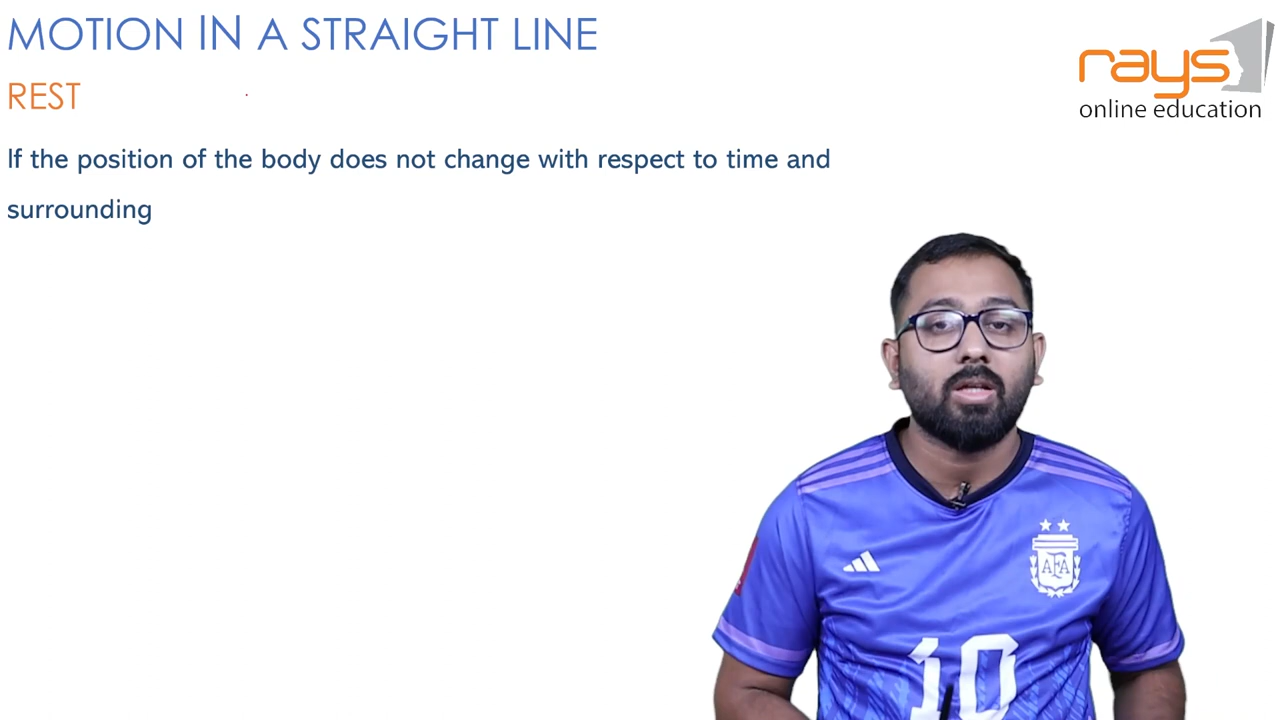 MOTION IN A STRAIGHT LINE
rays
online education
REST
If the position of the body does not change with respect to time and
surrounding
AFA
10